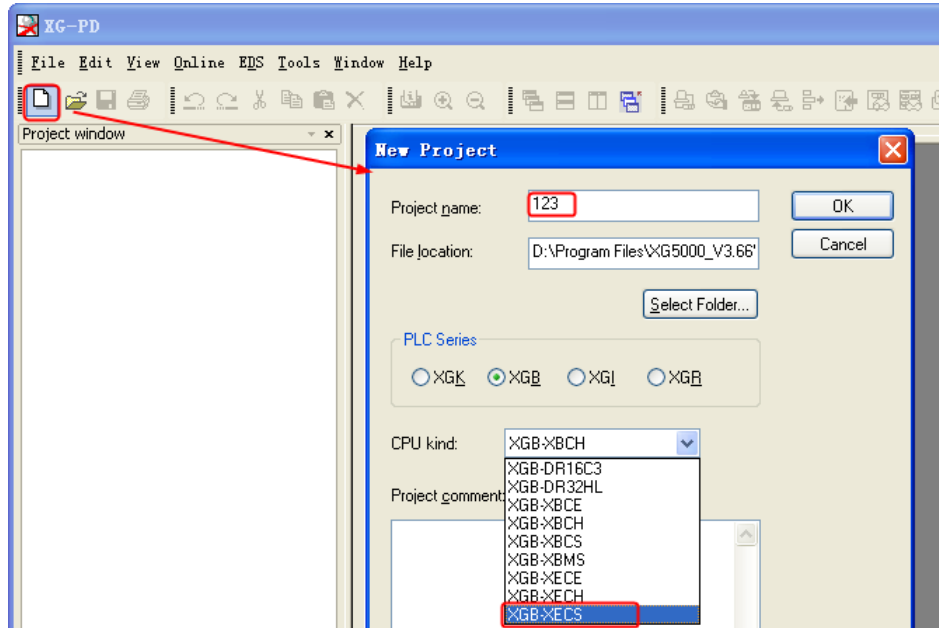 XG-PD
File Edit View Online EDS Tools Window Help
Project window
New Project
Project name: 123
OK
File location: D:\Program Files\XG5000_V3.66'
Cancel
Select Folder...
PLC Series
XGK XGB XGI XGR
CPU kind: XGB-XBCH
XGB-DR16C3
XGB-DR32HL
Project comment:
XGB-XBCE
XGB-XBCH
XGB-XBCS
XGB-XBMS
XGB-XECE
XGB-XECH
XGB-XECS